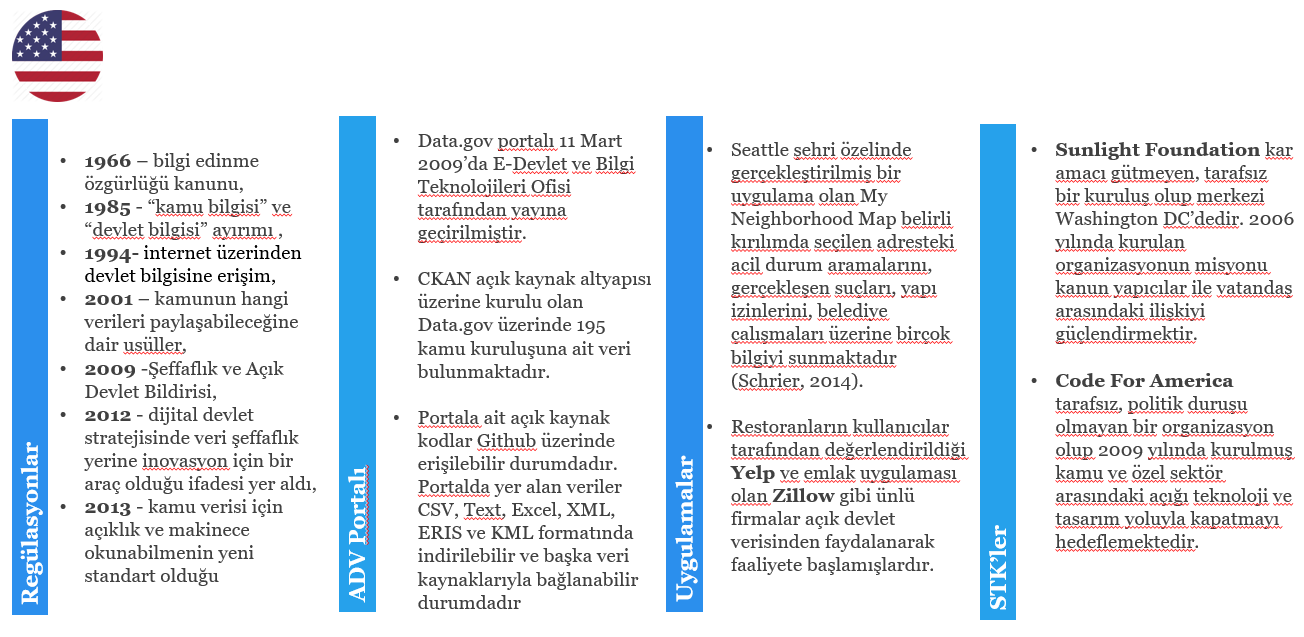 Regülasyonlar
• 1966 – bilgi edinme
özgürlüğü kanunu,
• 1985 - “kamu bilgisi” ve
“devlet bilgisi” ayırımı ,
• 1994- internet üzerinden
devlet bilgisine erişim,
• 2001 – kamunun hangi
verileri paylaşabileceğine
dair usüller,
• 2009 -Şeffaflık ve Açık
Devlet Bildirisi,
• 2012 - dijital devlet
stratejisinde veri şeffaflık
yerine inovasyon için bir
araç olduğu ifadesi yer aldı,
• 2013 - kamu verisi için
açıklık ve makinece
okunabilmenin yeni
standart olduğu
ADV Portalı
• Data.gov portalı 11 Mart
2009’da E-Devlet ve Bilgi
Teknolojileri Ofisi
tarafından yayına
geçirilmiştir.
• CKAN açık kaynak altyapısı
üzerine kurulu olan
Data.gov üzerinde 195
kamu kuruluşuna ait veri
bulunmaktadır.
• Portala ait açık kaynak
kodlar Github üzerinde
erişilebilir durumdadır.
Portalda yer alan veriler
CSV, Text, Excel, XML,
ERIS ve KML formatında
indirilebilir ve başka veri
kaynaklarıyla bağlanabilir
durumdadır
Uygulamalar
• Seattle şehri özelinde
gerçekleştirilmiş bir
uygulama olan My
Neighborhood Map belirli
kırılımda seçilen adresteki
acil durum aramalarını,
gerçekleşen suçları, yapı
izinlerini, belediye
çalışmaları üzerine birçok
bilgiyi sunmaktadır
(Schrier, 2014).
• Restoranların kullanıcılar
tarafından değerlendirildiği
Yelp ve emlak uygulaması
olan Zillow gibi ünlü
firmalar açık devlet
verisinden faydalanarak
faaliyete başlamışlardır.
STK’ler
• Sunlight Foundation kar
amacı gütmeyen, tarafsız
bir kuruluş olup merkezi
Washington DC’dedir. 2006
yılında kurulan
organizasyonun misyonu
kanun yapıcılar ile vatandaş
arasındaki ilişkiyi
güçlendirmektir.
• Code For America
tarafsız, politik duruşu
olmayan bir organizasyon
olup 2009 yılında kurulmuş
kamu ve özel sektör
arasındaki açığı teknoloji ve
tasarım yoluyla kapatmayı
hedeflemektedir.